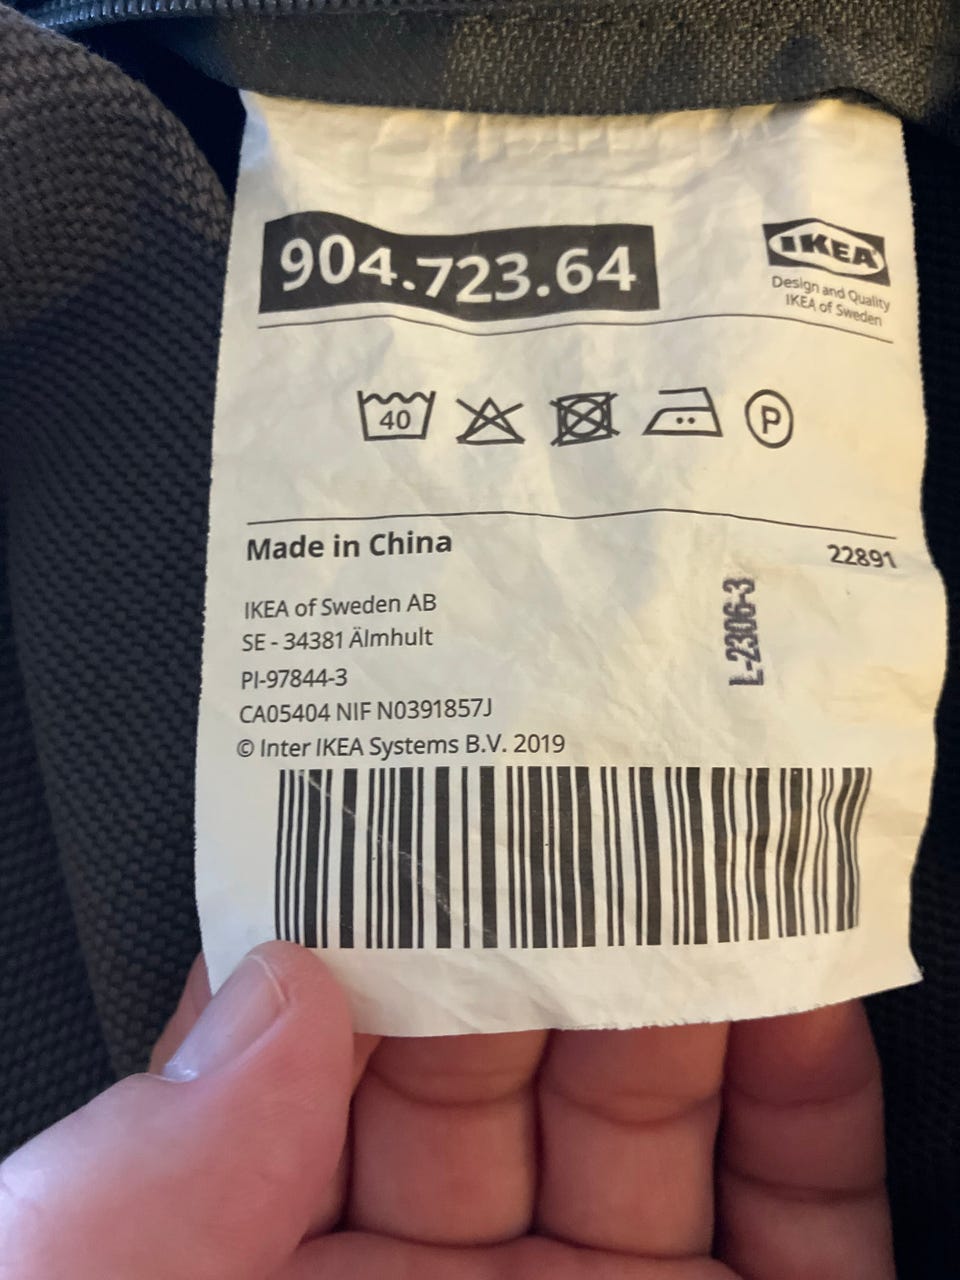 904.723.64
IKEA
Design and Quality
IKEA of Sweden
40
P
Made in China
22891
IKEA of Sweden AB
SE - 34381 Älmhult
PI-97844-3
CA05404 NIF N0391857J
© Inter IKEA Systems B.V. 2019
L-2306-3